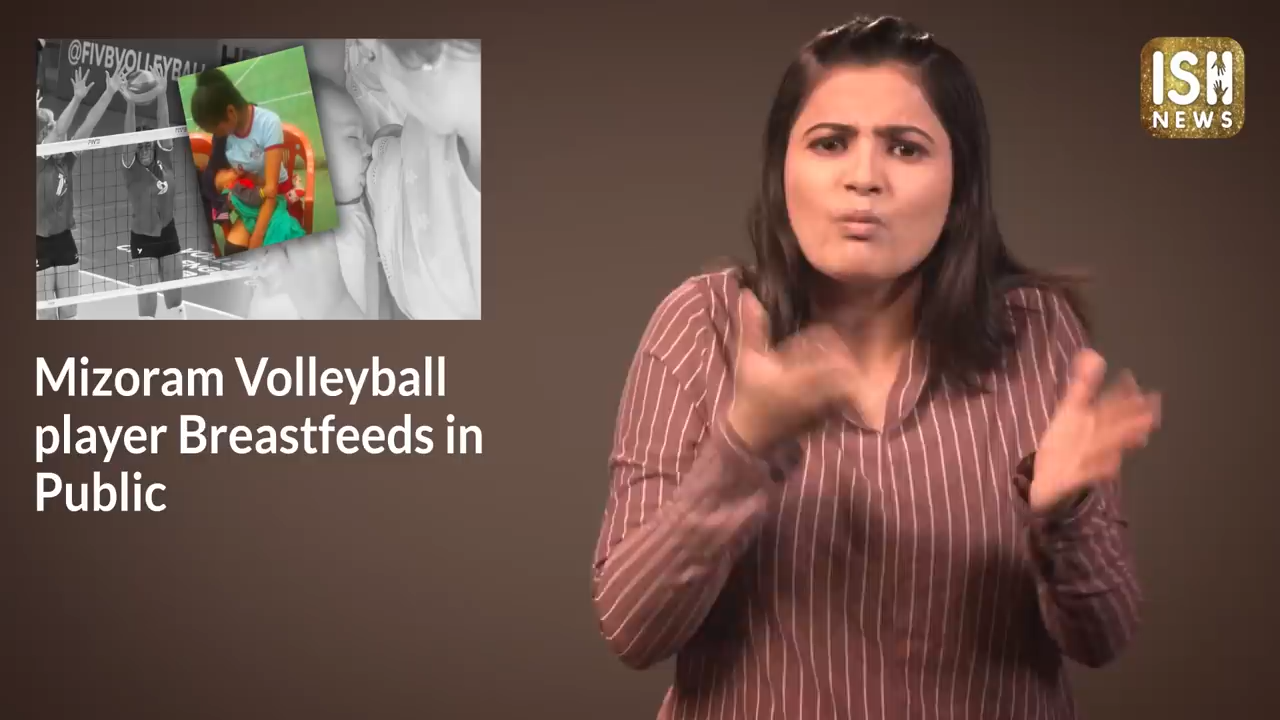 @FIVBVOLLEYBALL
ISH
NEWS
Mizoram Volleyball
player Breastfeeds in
Public